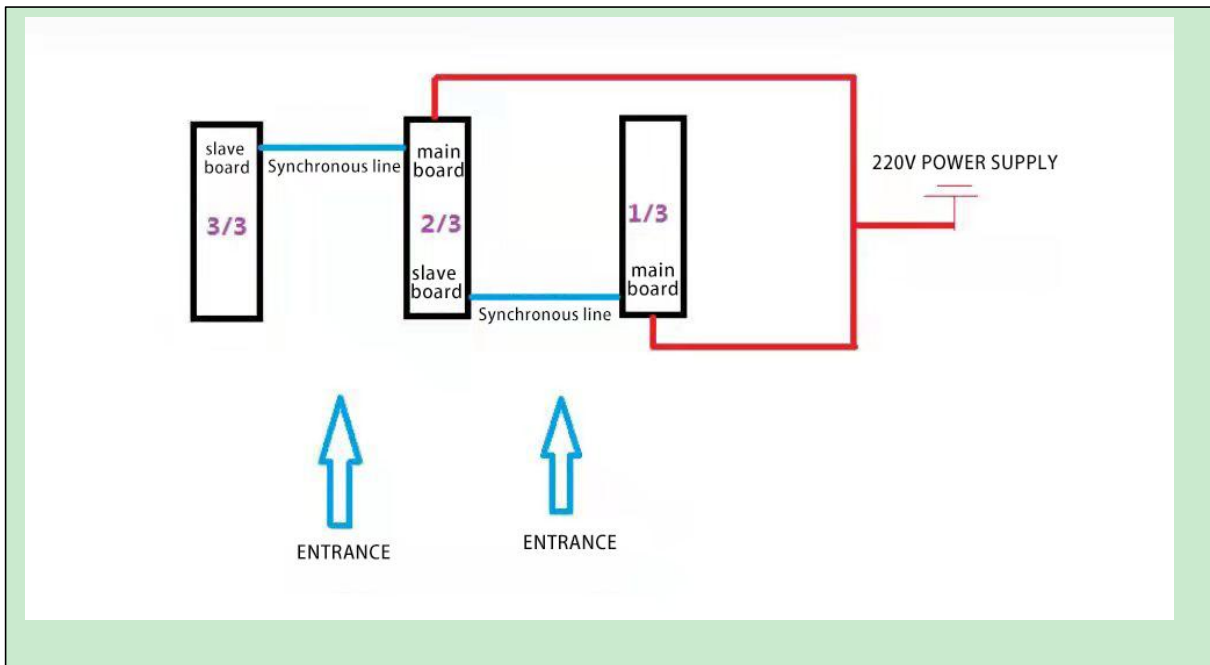 slave
board
3/3
Synchronous line
main
board
2/3
slave
board
Synchronous line
1/3
main
board
220V POWER SUPPLY
ENTRANCE
ENTRANCE